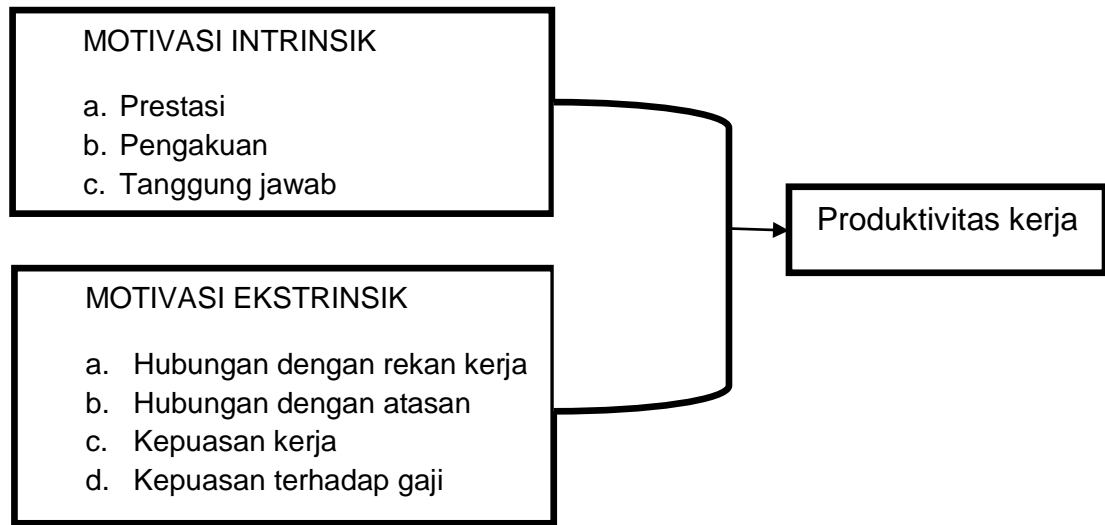 MOTIVASI INTRINSIK
a. Prestasi
b. Pengakuan
c. Tanggung jawab
Produktivitas kerja
MOTIVASI EKSTRINSIK
a. Hubungan dengan rekan kerja
b. Hubungan dengan atasan
c. Kepuasan kerja
d. Kepuasan terhadap gaji